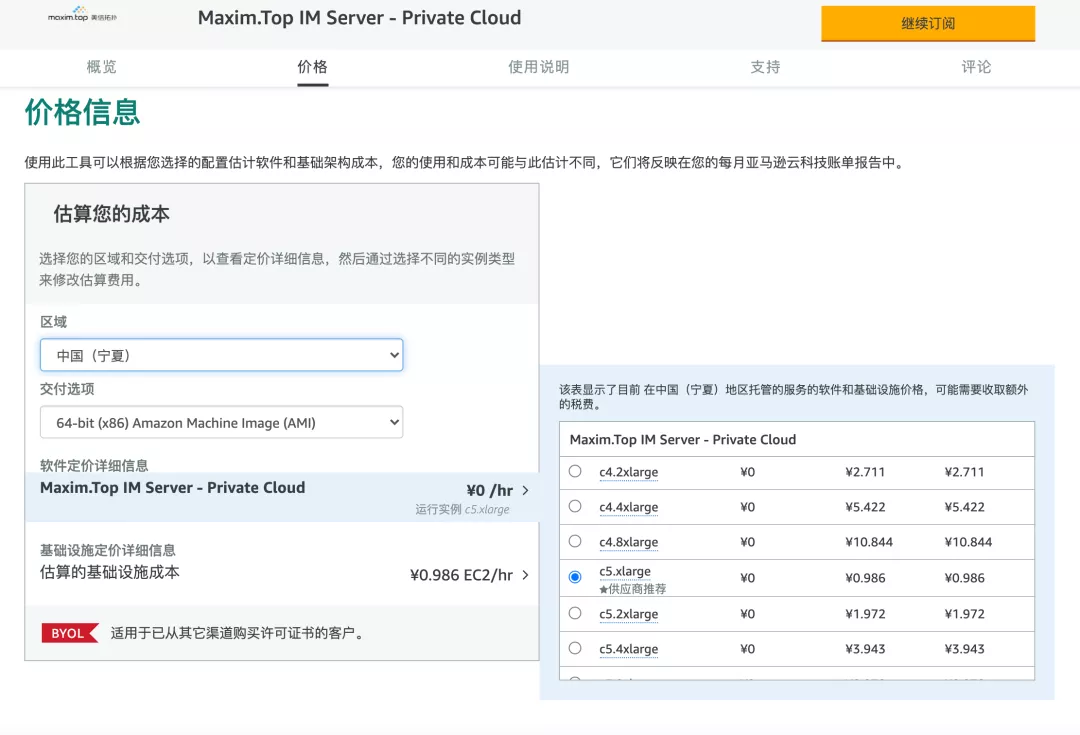 maxim.top 美信拓扑
Maxim.Top IM Server - Private Cloud
继续订阅
概览
价格
使用说明
支持
评论
价格信息
使用此工具可以根据您选择的配置估计软件和基础架构成本，您的使用和成本可能与此估计不同，它们将反映在您的每月亚马逊云科技账单报告中。
估算您的成本
选择您的区域和交付选项，以查看定价详细信息，然后通过选择不同的实例类型
来修改估算费用。
区域
中国（宁夏）
交付选项
64-bit (x86) Amazon Machine Image (AMI)
软件定价详细信息
Maxim.Top IM Server - Private Cloud ¥0 /hr
运行实例 c5.xlarge
基础设施定价详细信息
估算的基础设施成本 ¥0.986 EC2/hr
BYOL 适用于已从其它渠道购买许可证书的客户。
该表显示了目前 在中国（宁夏）地区托管的服务的软件和基础设施价格，可能需要收取额外
的税费。
Maxim.Top IM Server - Private Cloud
c4.2xlarge ¥0 ¥2.711 ¥2.711
c4.4xlarge ¥0 ¥5.422 ¥5.422
c4.8xlarge ¥0 ¥10.844 ¥10.844
c5.xlarge ¥0 ¥0.986 ¥0.986
★供应商推荐
c5.2xlarge ¥0 ¥1.972 ¥1.972
c5.4xlarge ¥0 ¥3.943 ¥3.943